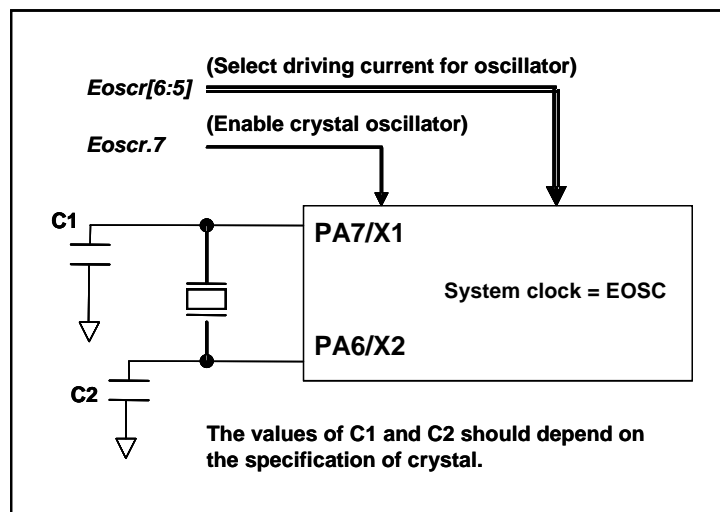 (Select driving current for oscillator)
Eoscr[6:5]
(Enable crystal oscillator)
Eoscr.7
C1
PA7/X1
System clock = EOSC
PA6/X2
C2
The values of C1 and C2 should depend on
the specification of crystal.